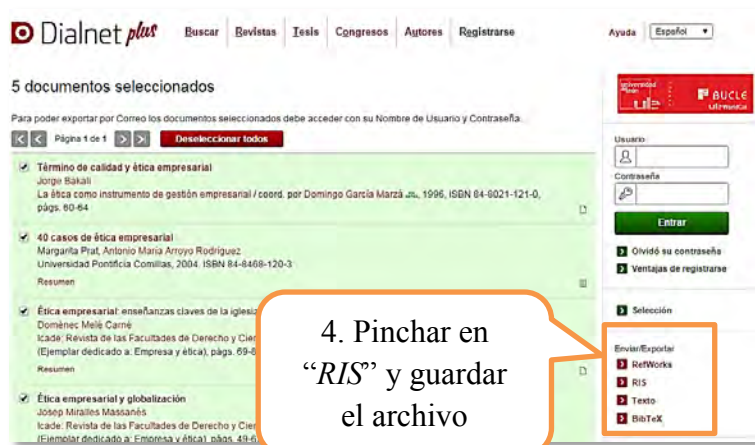 Dialnet plus
Buscar Revistas Tesis Congresos Autores Registrarse
Ayuda Español
5 documentos seleccionados
Para poder exportar por Correo los documentos seleccionados debe acceder con su Nombre de Usuario y Contraseña.
Página 1 de 1 Deseleccionar todos
Término de calidad y ética empresarial
Jorge Bakali
La ética como instrumento de gestión empresarial / coord. por Domingo García Marzá, 1996, ISBN 84-8021-121-0,
págs. 60-64
40 casos de ética empresarial
Margarita Prat, Antonio María Arroyo Rodríguez
Universidad Pontificia Comillas, 2004. ISBN 84-8468-120-3
Resumen
Ética empresarial: enseñanzas claves de la
Domènec Melé Carné
Icade: Revista de las Facultades de Derecho y
(Ejemplar dedicado a: Empresa y ética), págs.
Resumen
Ética empresarial y globalización
Josep Miralles Massanés
Icade: Revista de las Facultades de Derecho y
(Ejemplar dedicado a: Empresa y ética), págs.
4. Pinchar en
“RIS” y guardar
el archivo
universidad
león
ule
BUCLE
Usuario
Contraseña
Entrar
Olvidó su contraseña
Ventajas de registrarse
Selección
Enviar/Exportar
RefWorks
RIS
Texto
BibTeX